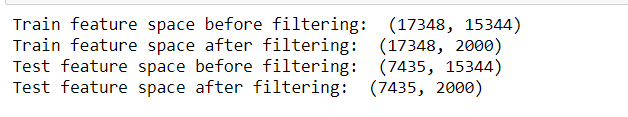 Train feature space before filtering:  (17348, 15344)
Train feature space after filtering:  (17348, 2000)
Test feature space before filtering:  (7435, 15344)
Test feature space after filtering:  (7435, 2000)